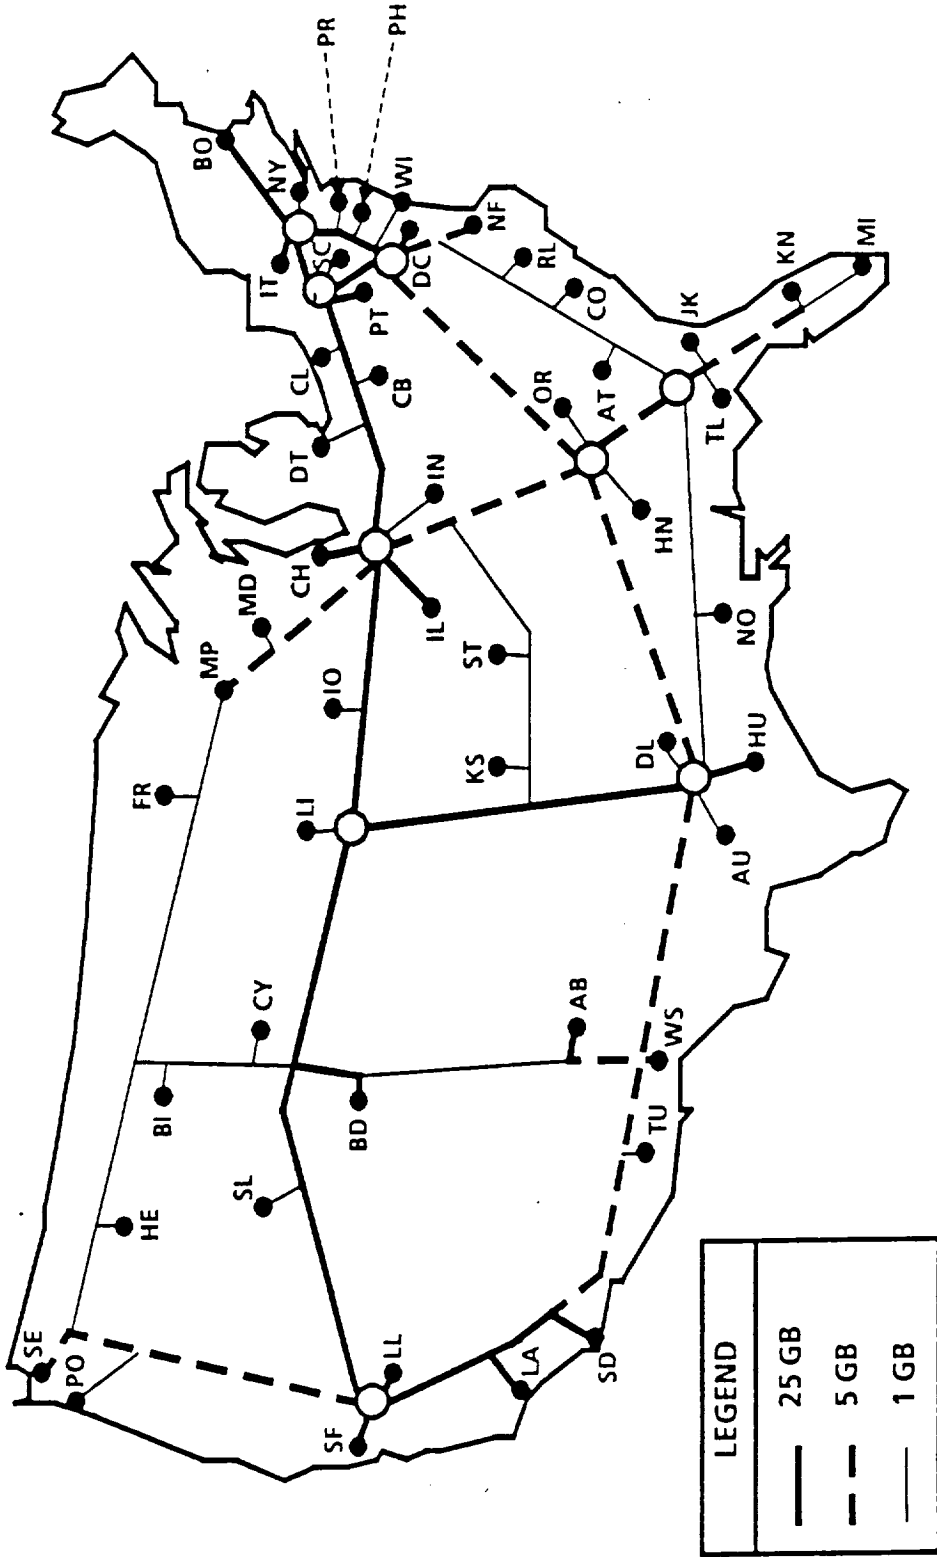 SE
PO
HE
BI
CY
FR
MP
MD
SL
BD
LI
IO
CH
IL
IN
DT
CL
CB
PT
IT
SC
NY
BO
PR
PH
WI
DC
NF
RL
CO
AT
OR
HN
JK
TL
KN
MI
NO
HU
DL
AU
KS
ST
AB
WS
TU
SD
LA
LL
SF
LEGEND
25 GB
5 GB
1 GB